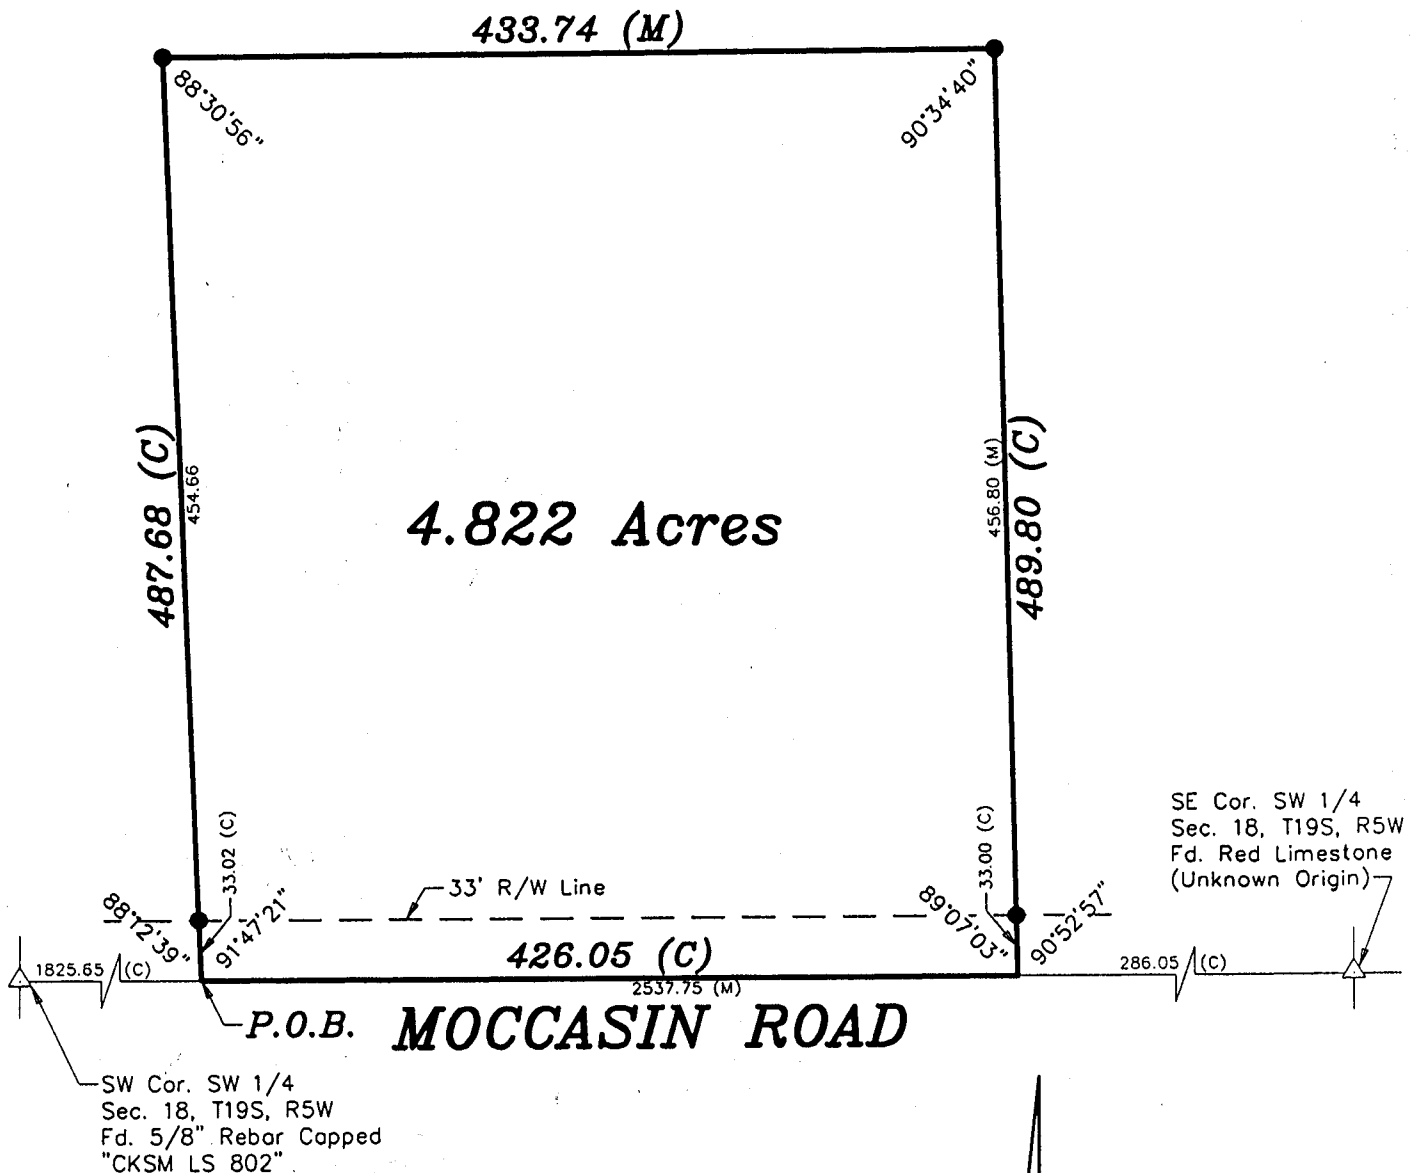 433.74 (M)
88°30'56"
90°34'40"
487.68 (C)
454.66
4.822 Acres
456.80 (M)
489.80 (C)
33.02 (C)
33.00 (C)
33' R/W Line
88°12'39"
91°47'21"
89°07'03"
90°52'57"
SE Cor. SW 1/4
Sec. 18, T19S, R5W
Fd. Red Limestone
(Unknown Origin)
1825.65 (C)
426.05 (C)
2537.75 (M)
286.05 (C)
P.O.B.
MOCCASIN ROAD
SW Cor. SW 1/4
Sec. 18, T19S, R5W
Fd. 5/8" Rebar Capped
"CKSM LS 802"